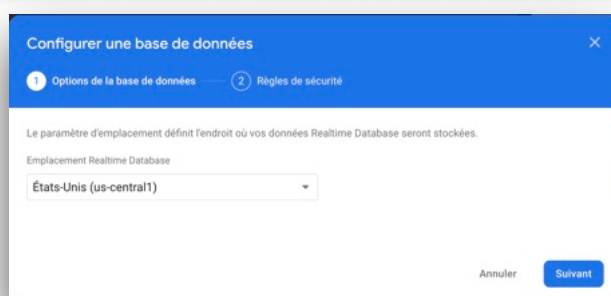 Configurer une base de données
1 Options de la base de données 2 Règles de sécurité
Le paramètre d'emplacement définit l'endroit où vos données Realtime Database seront stockées.
Emplacement Realtime Database
États-Unis (us-central1)
Annuler Suivant